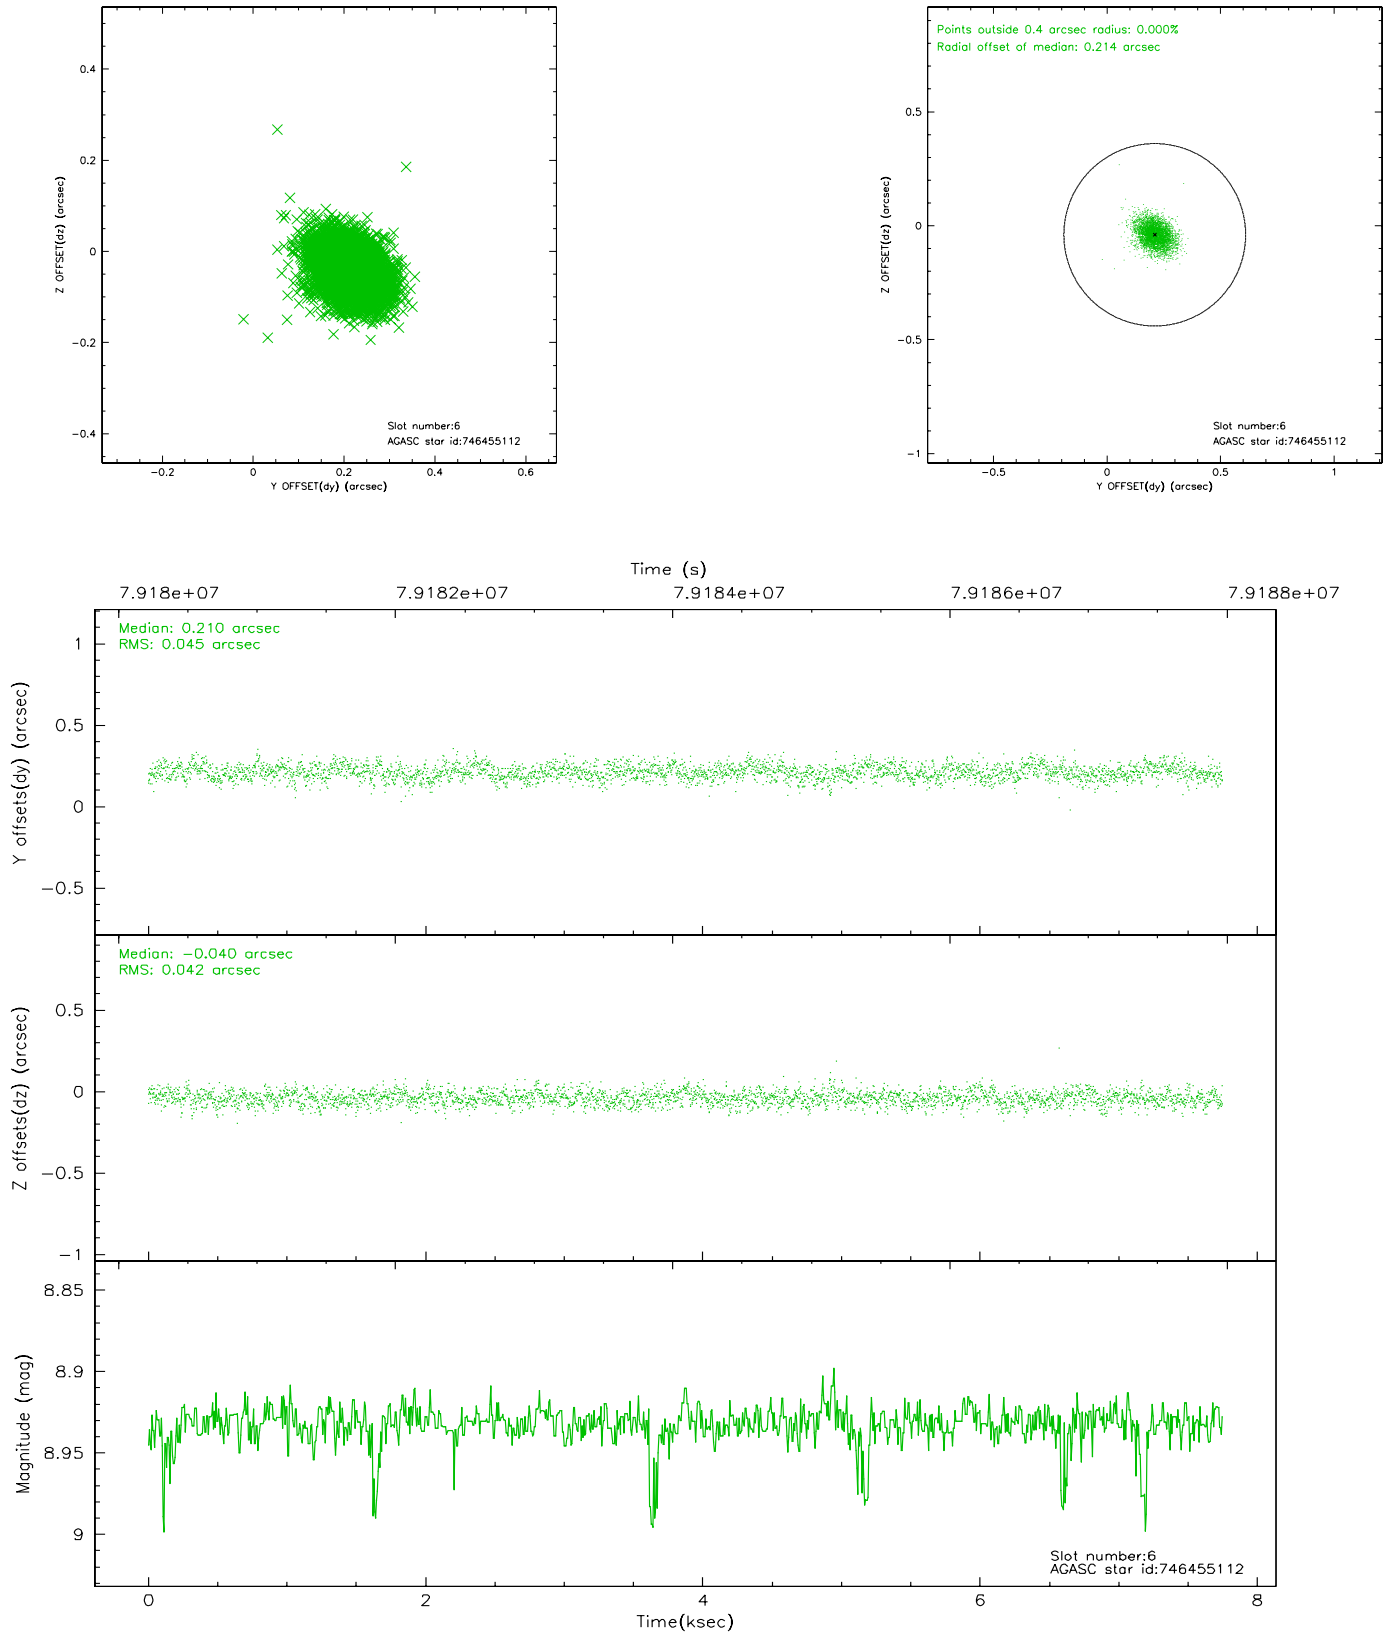 0.4
0.2
0
−0.2
−0.4
Z OFFSET(dz) (arcsec)
Slot number:6
AGASC star id:746455112
−0.2 0 0.2 0.4 0.6
Y OFFSET(dy) (arcsec)
Points outside 0.4 arcsec radius: 0.000%
Radial offset of median: 0.214 arcsec
0.5
0
−0.5
−1
Z OFFSET(dz) (arcsec)
Slot number:6
AGASC star id:746455112
−0.5 0 0.5 1
Y OFFSET(dy) (arcsec)
Time (s)
7.918e+07 7.9182e+07 7.9184e+07 7.9186e+07 7.9188e+07
Median: 0.210 arcsec
RMS: 0.045 arcsec
1
0.5
0
−0.5
Y offsets(dy) (arcsec)
Median: −0.040 arcsec
RMS: 0.042 arcsec
0.5
0
−0.5
−1
Z offsets(dz) (arcsec)
8.85
8.9
8.95
9
Magnitude (mag)
Slot number:6
AGASC star id:746455112
0 2 4 6 8
Time(ksec)